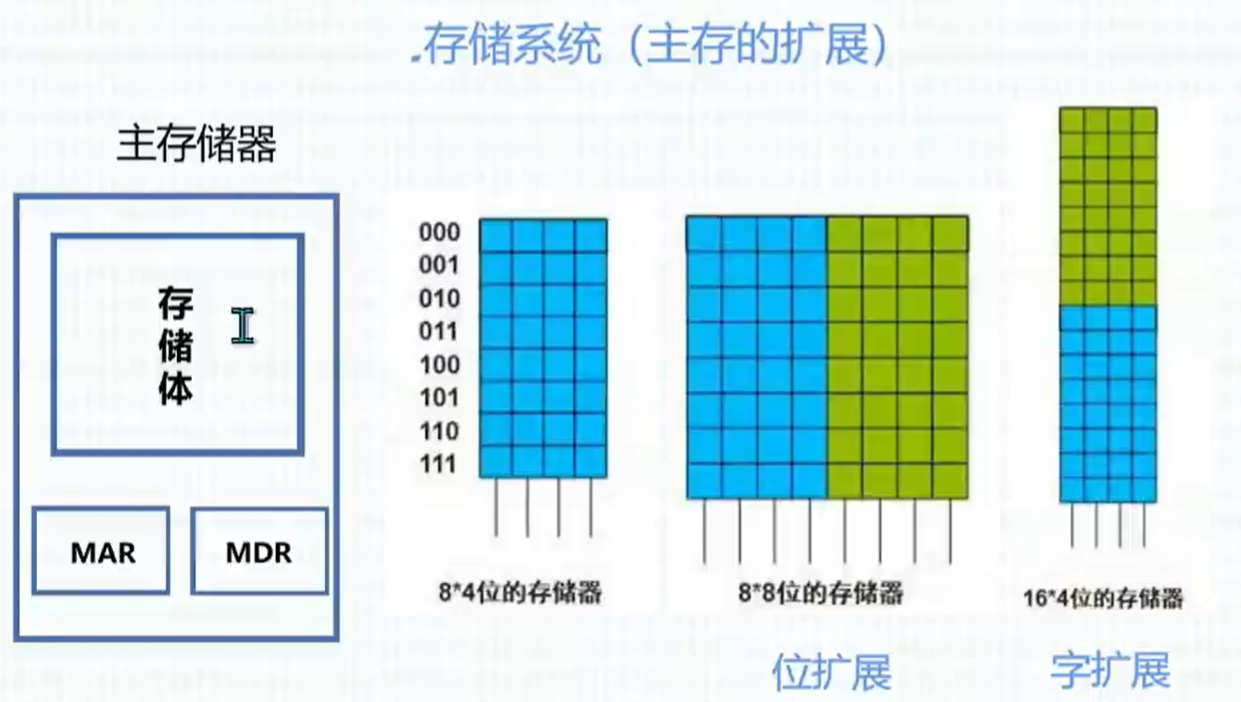 .存储系统（主存的扩展）
主存储器
存储体
MAR
MDR
000
001
010
011
100
101
110
111
8*4位的存储器
8*8位的存储器
位扩展
16*4位的存储器
字扩展